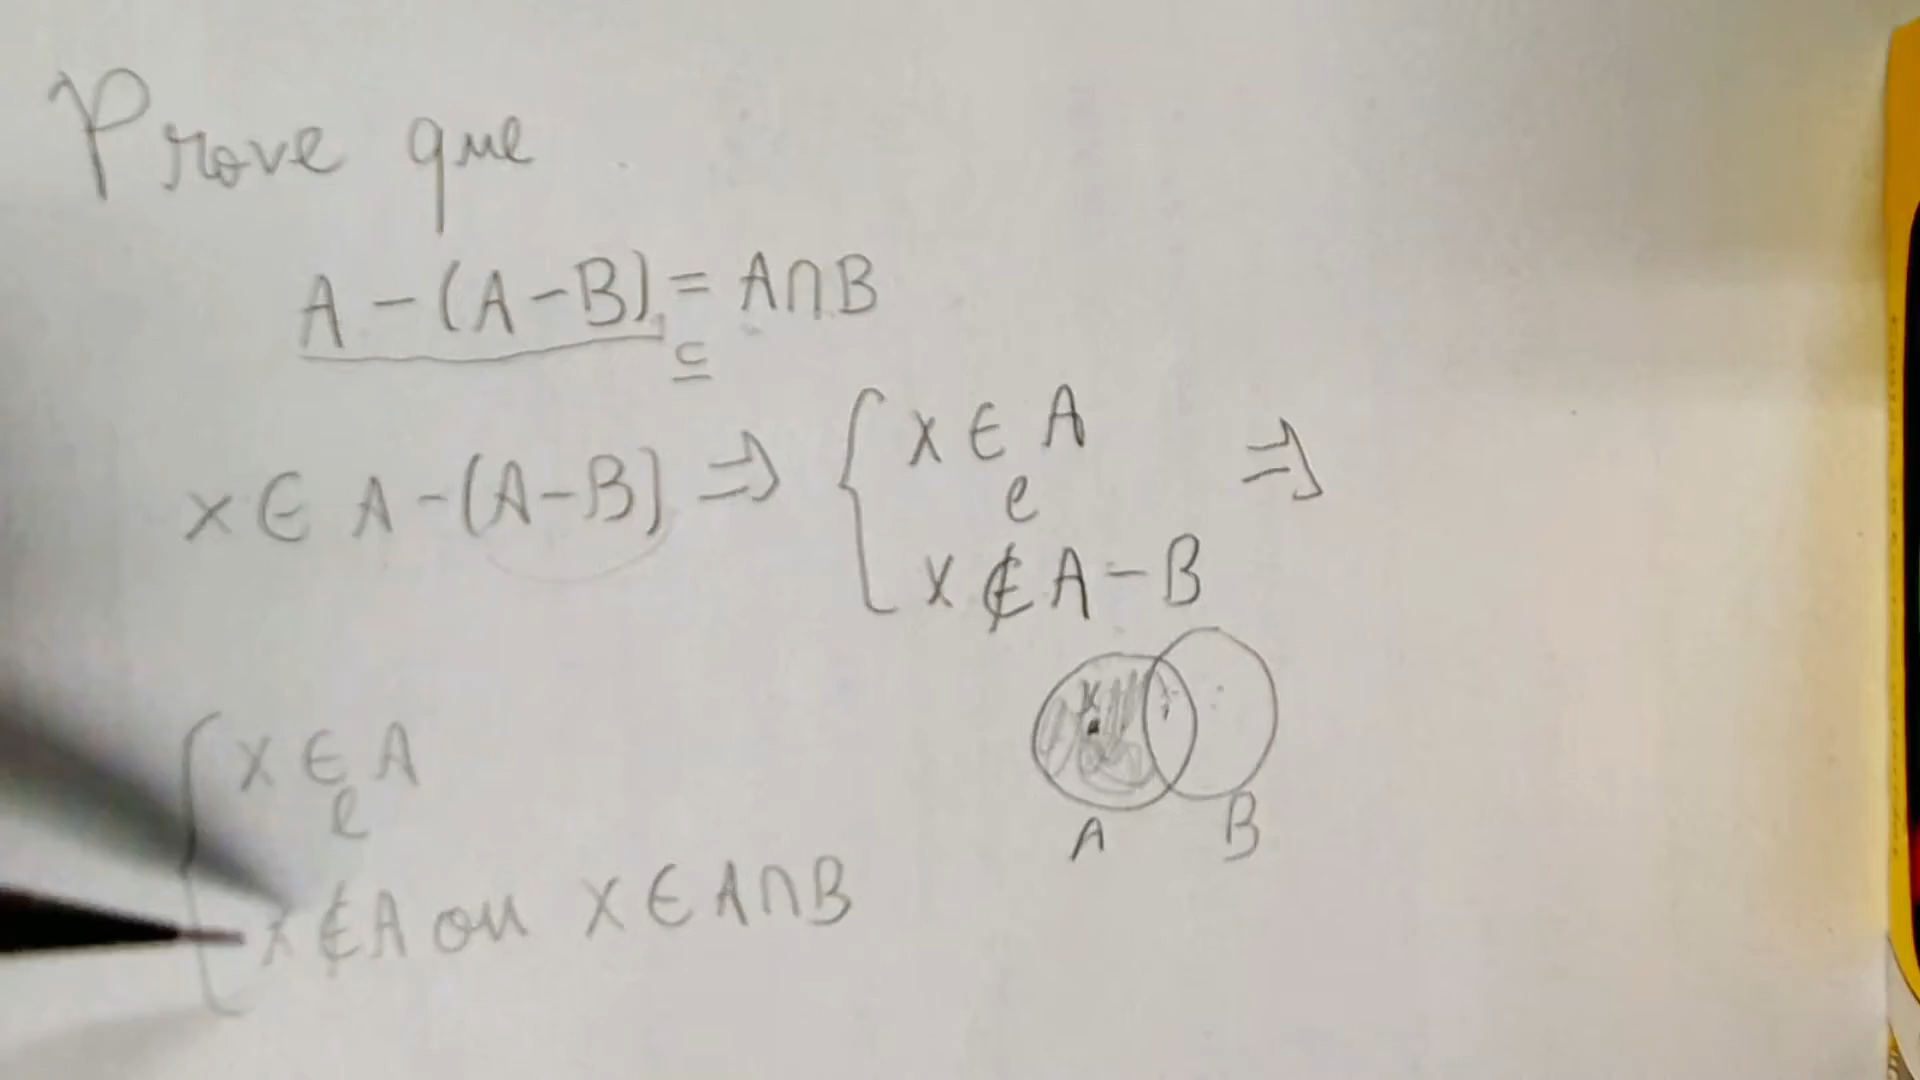 Prove que
A - (A - B) = A ∩ B
⊆
x ∈ A - (A - B) ⇒ { x ∈ A ⇒
e
x ∉ A - B
x
A B
{ x ∈ A
e
x ∉ A ou x ∈ A ∩ B